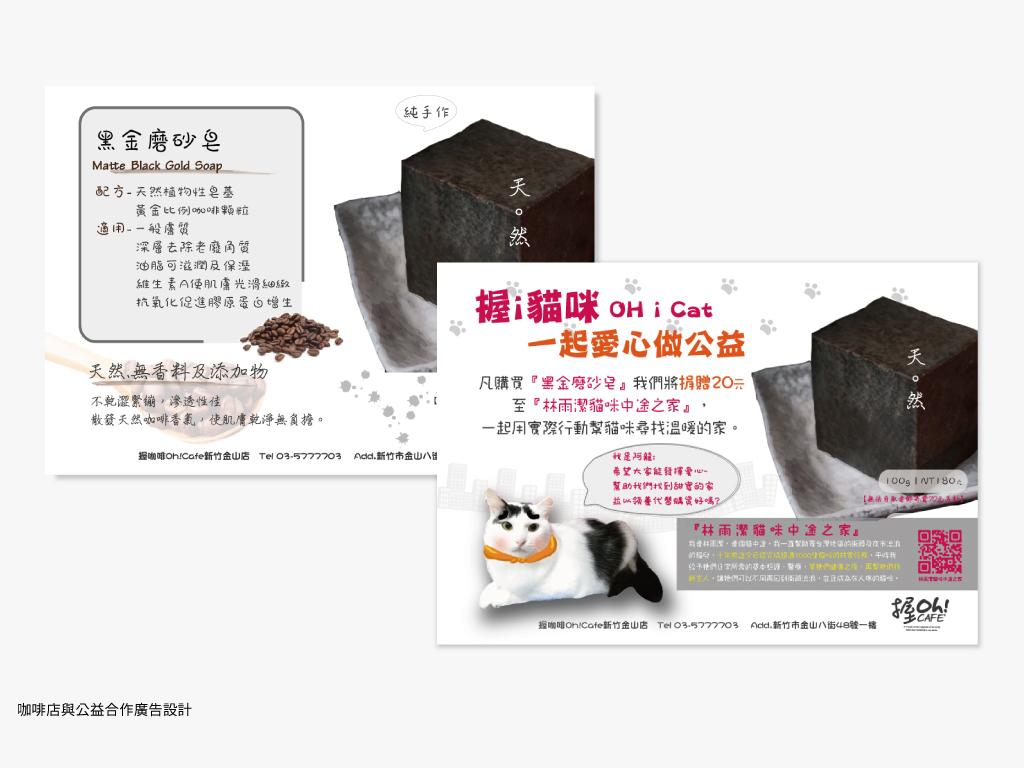 純手作
黑金磨砂皂
Matte Black Gold Soap
配方-天然植物性皂基
黃金比例咖啡顆粒
適用-一般膚質
深層去除老廢角質
油脂可滋潤及保溼
維生素A使肌膚光滑細緻
抗氧化促進膠原蛋白增生
天。然
天然.無香料及添加物
不乾澀緊繃，滲透性佳
散發天然咖啡香氣，使肌膚乾淨無負擔。
握咖啡Oh!Cafe新竹金山店 Tel 03-5777703 Add.新竹市金山八街
握i貓咪 OH i Cat
一起愛心做公益
凡購買『黑金磨砂皂』我們將捐贈20元
至『林雨潔貓咪中途之家』，
一起用實際行動幫貓咪尋找溫暖的家。
天。然
我是阿龍:
希望大家能發揮愛心~
幫助我們找到甜蜜的家
並以領養代替購買好嗎?
100g | NT180元
『林雨潔貓咪中途之家』
林雨潔貓咪中途之家
握Oh!
CAFE
握咖啡Oh!Cafe新竹金山店 Tel 03-5777703 Add.新竹市金山八街48號一樓
咖啡店與公益合作廣告設計